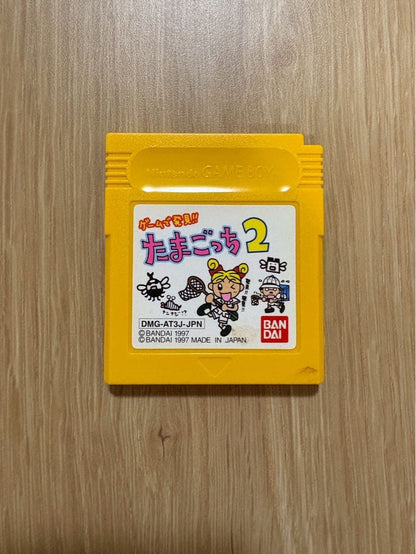 Nintendo GAME BOY
ゲームで発見!!
たまごっち2
DMG-AT3J-JPN
©BANDAI 1997
©BANDAI 1997 MADE IN JAPAN
BAN
DAI